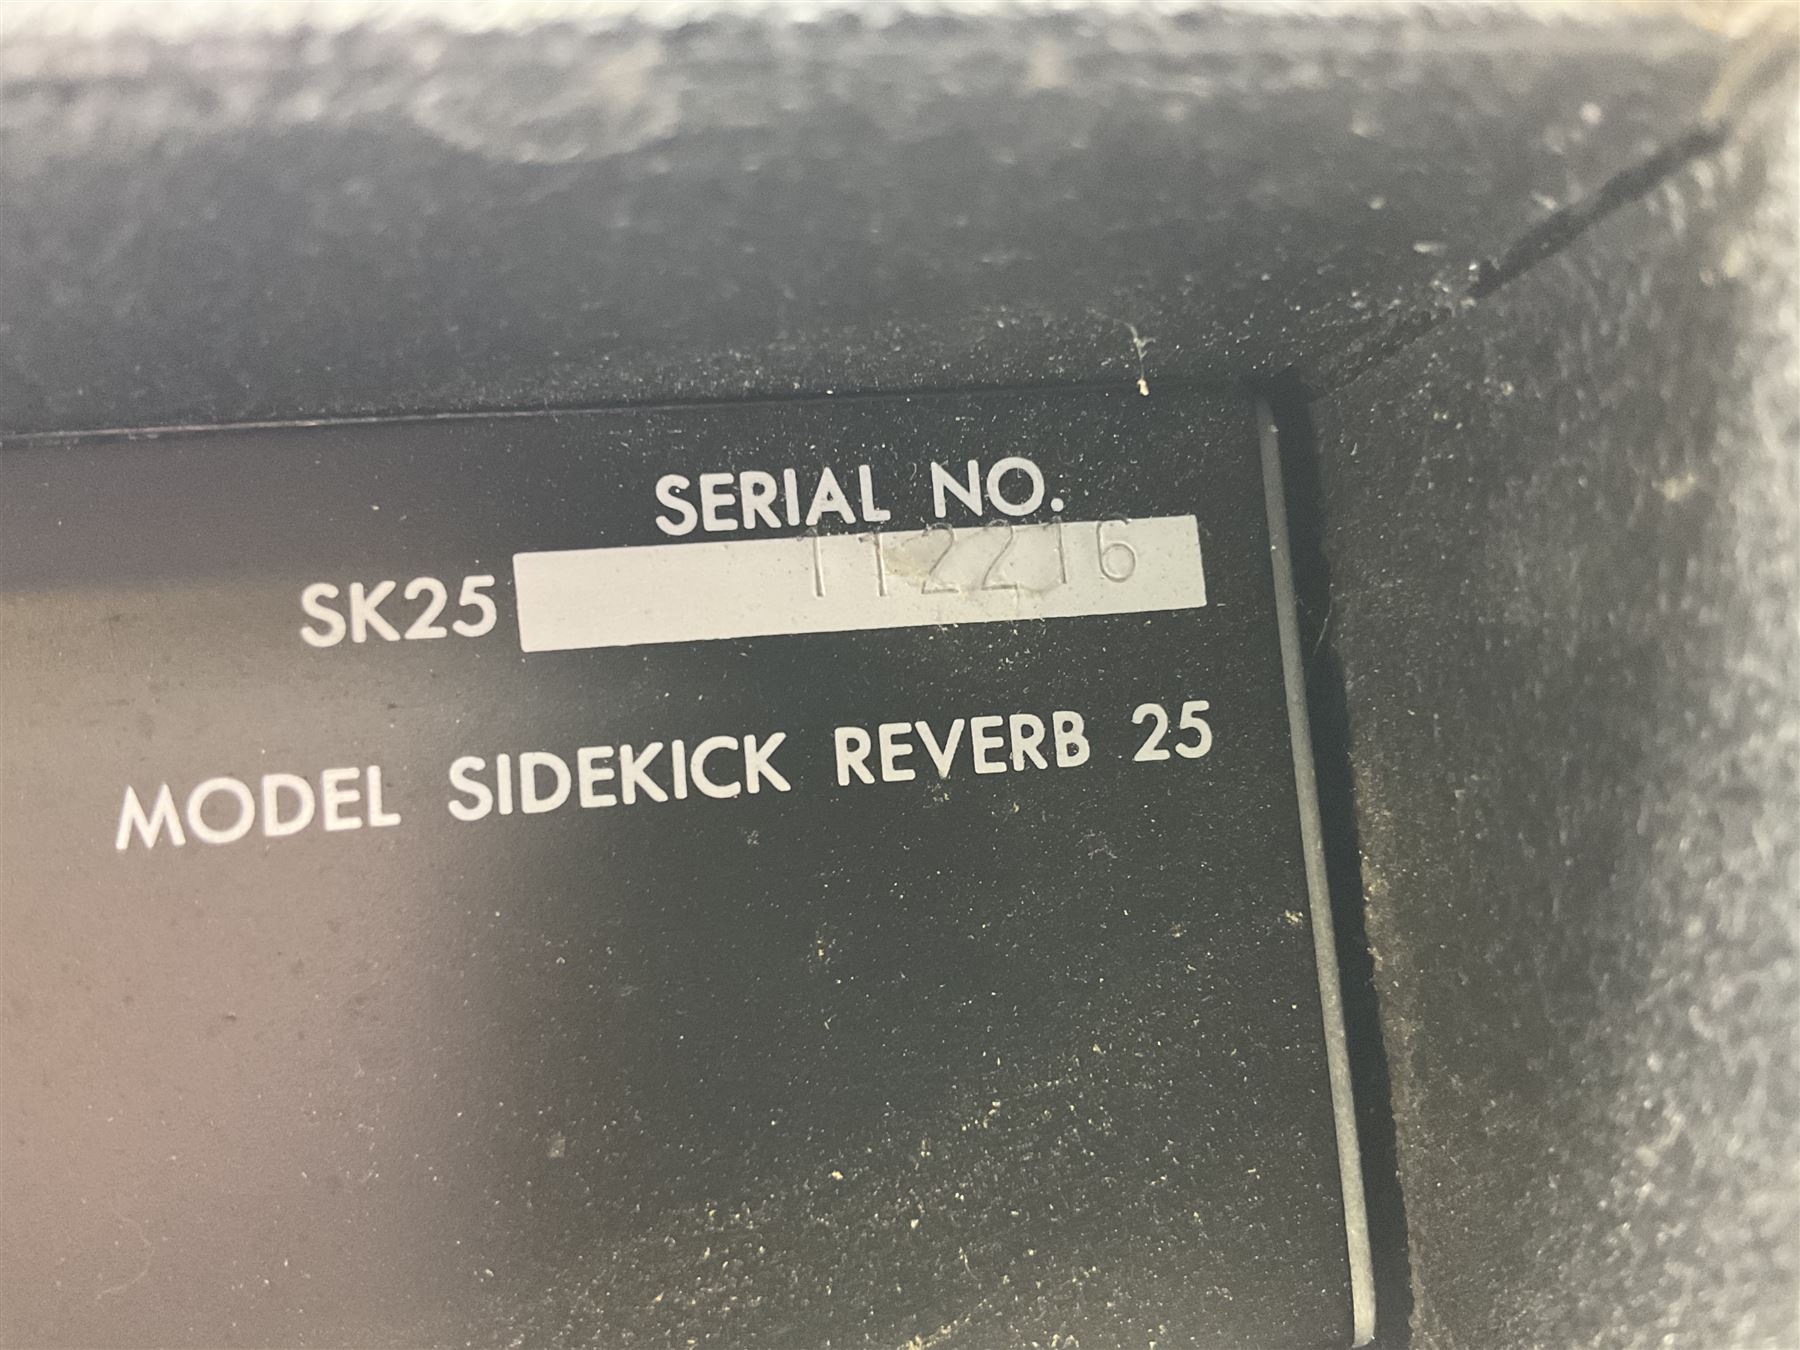 SERIAL NO.
SK25 112216
MODEL SIDEKICK REVERB 25